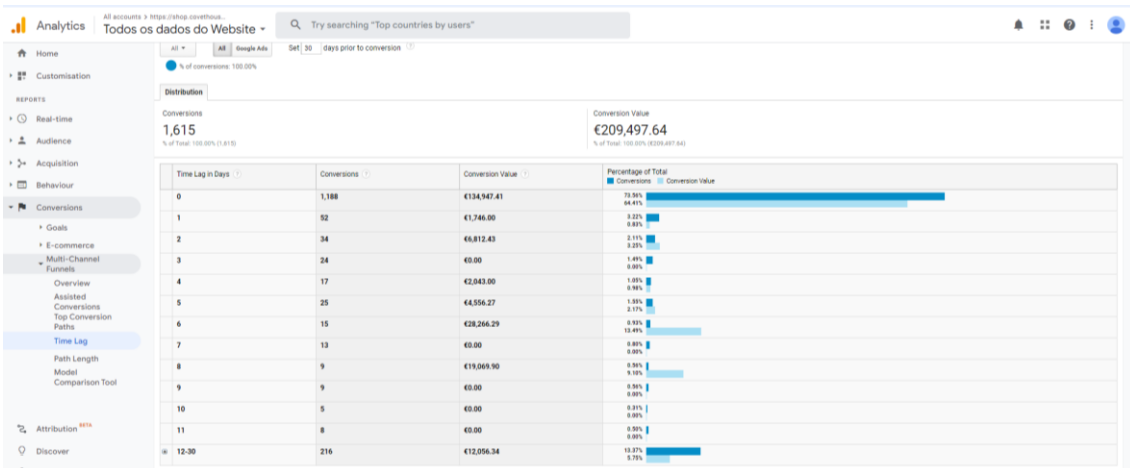 Analytics
All accounts > https://shop.covethous...
Todos os dados do Website
Try searching "Top countries by users"
Home
Customisation
REPORTS
Real-time
Audience
Acquisition
Behaviour
Conversions
Goals
E-commerce
Multi-Channel
Funnels
Overview
Assisted
Conversions
Top Conversion
Paths
Time Lag
Path Length
Model
Comparison Tool
Attribution BETA
Discover
All
All Google Ads
Set 30 days prior to conversion ?
% of conversions: 100.00%
Distribution
Conversions
1,615
% of Total: 100.00% (1,615)
Conversion Value
€209,497.64
% of Total: 100.00% (€209,497.64)
Time Lag in Days ? Conversions ? Conversion Value ? Percentage of Total
Conversions Conversion Value
0 1,188 €134,947.41 73.56%
64.41%
1 52 €1,746.00 3.22%
0.83%
2 34 €6,812.43 2.11%
3.25%
3 24 €0.00 1.49%
0.00%
4 17 €2,043.00 1.05%
0.98%
5 25 €4,556.27 1.55%
2.17%
6 15 €28,266.29 0.93%
13.49%
7 13 €0.00 0.80%
0.00%
8 9 €19,069.90 0.56%
9.10%
9 9 €0.00 0.56%
0.00%
10 5 €0.00 0.31%
0.00%
11 8 €0.00 0.50%
0.00%
12-30 216 €12,056.34 13.37%
5.75%